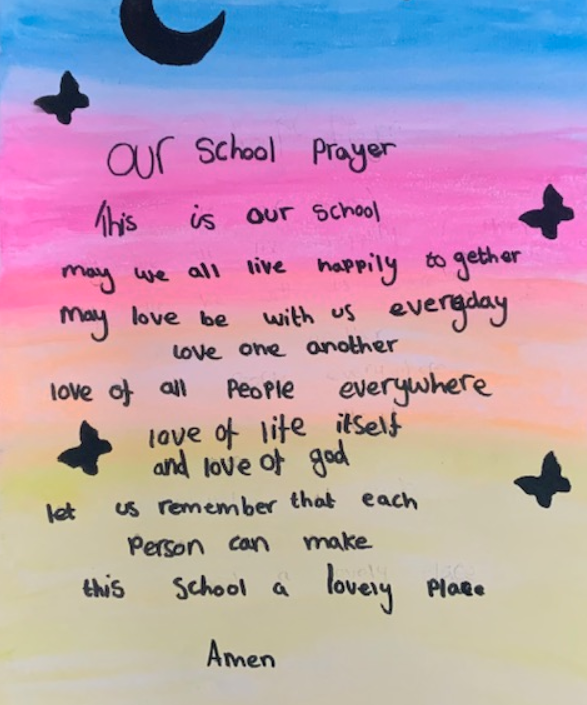 Our School Prayer
This is our school
may we all live happily together
May love be with us everyday
love one another
love of all people everywhere
love of life itself
and love of god
let us remember that each
person can make
this school a lovely place
Amen